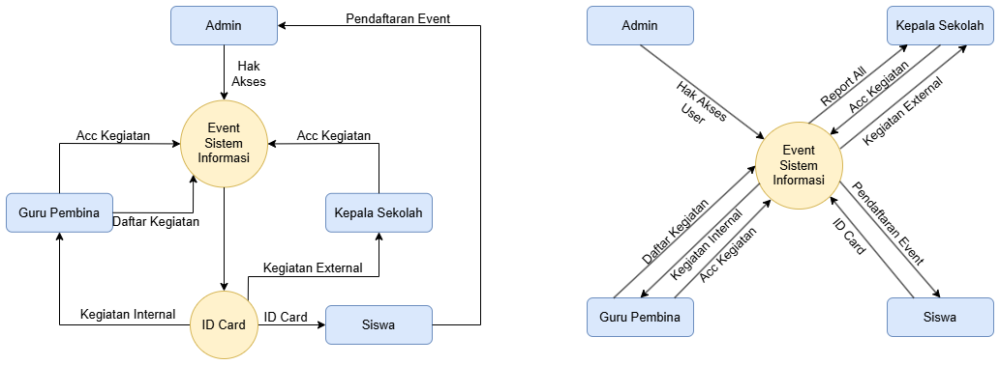 Admin
Pendaftaran Event
Hak
Akses
Event
Sistem
Informasi
Acc Kegiatan
Acc Kegiatan
Guru Pembina
Daftar Kegiatan
Kepala Sekolah
Kegiatan External
Kegiatan Internal
ID Card
ID Card
Siswa
Admin
Kepala Sekolah
Hak Akses
User
Report All
Acc Kegiatan
Kegiatan External
Event
Sistem
Informasi
Daftar Kegiatan
Kegiatan Internal
Acc Kegiatan
Pendaftaran Event
ID Card
Guru Pembina
Siswa